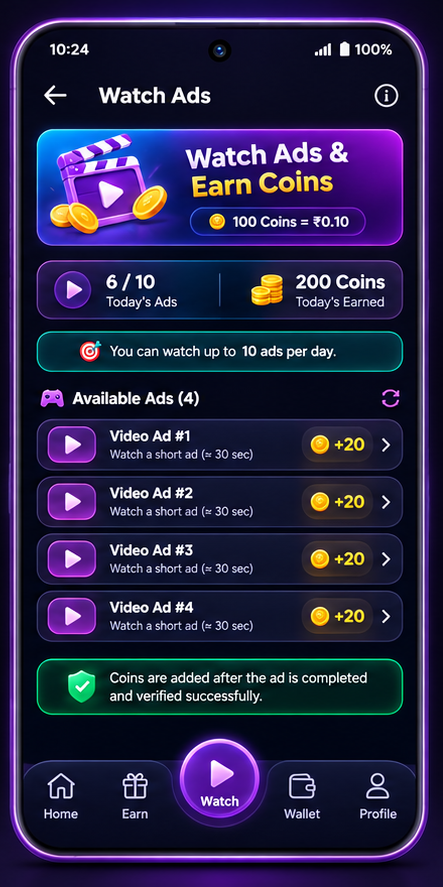 10:24
100%
Watch Ads
Watch Ads &
Earn Coins
100 Coins = ₹0.10
6 / 10
Today's Ads
200 Coins
Today's Earned
You can watch up to 10 ads per day.
Available Ads (4)
Video Ad #1
Watch a short ad (≈ 30 sec)
+20
Video Ad #2
Watch a short ad (≈ 30 sec)
+20
Video Ad #3
Watch a short ad (≈ 30 sec)
+20
Video Ad #4
Watch a short ad (≈ 30 sec)
+20
Coins are added after the ad is completed
and verified successfully.
Home
Earn
Watch
Wallet
Profile